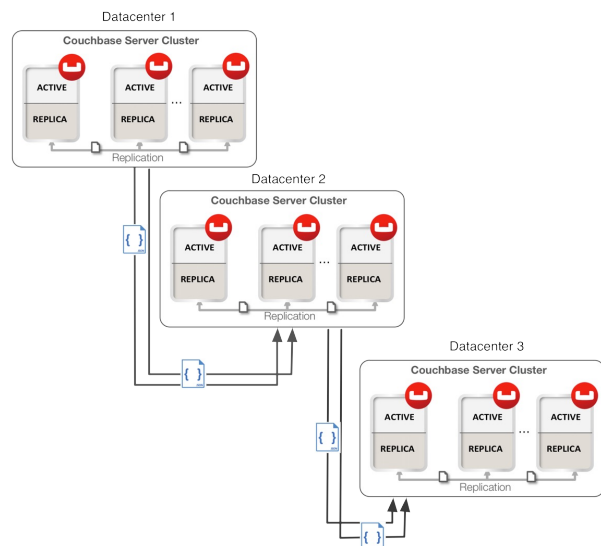 Datacenter 1
Couchbase Server Cluster
ACTIVE ACTIVE ACTIVE
...
REPLICA REPLICA REPLICA
Replication
Datacenter 2
Couchbase Server Cluster
{ }
ACTIVE ACTIVE ACTIVE
...
REPLICA REPLICA REPLICA
Replication
Datacenter 3
{ }
Couchbase Server Cluster
ACTIVE ACTIVE ACTIVE
{ }
...
REPLICA REPLICA REPLICA
Replication
{ }